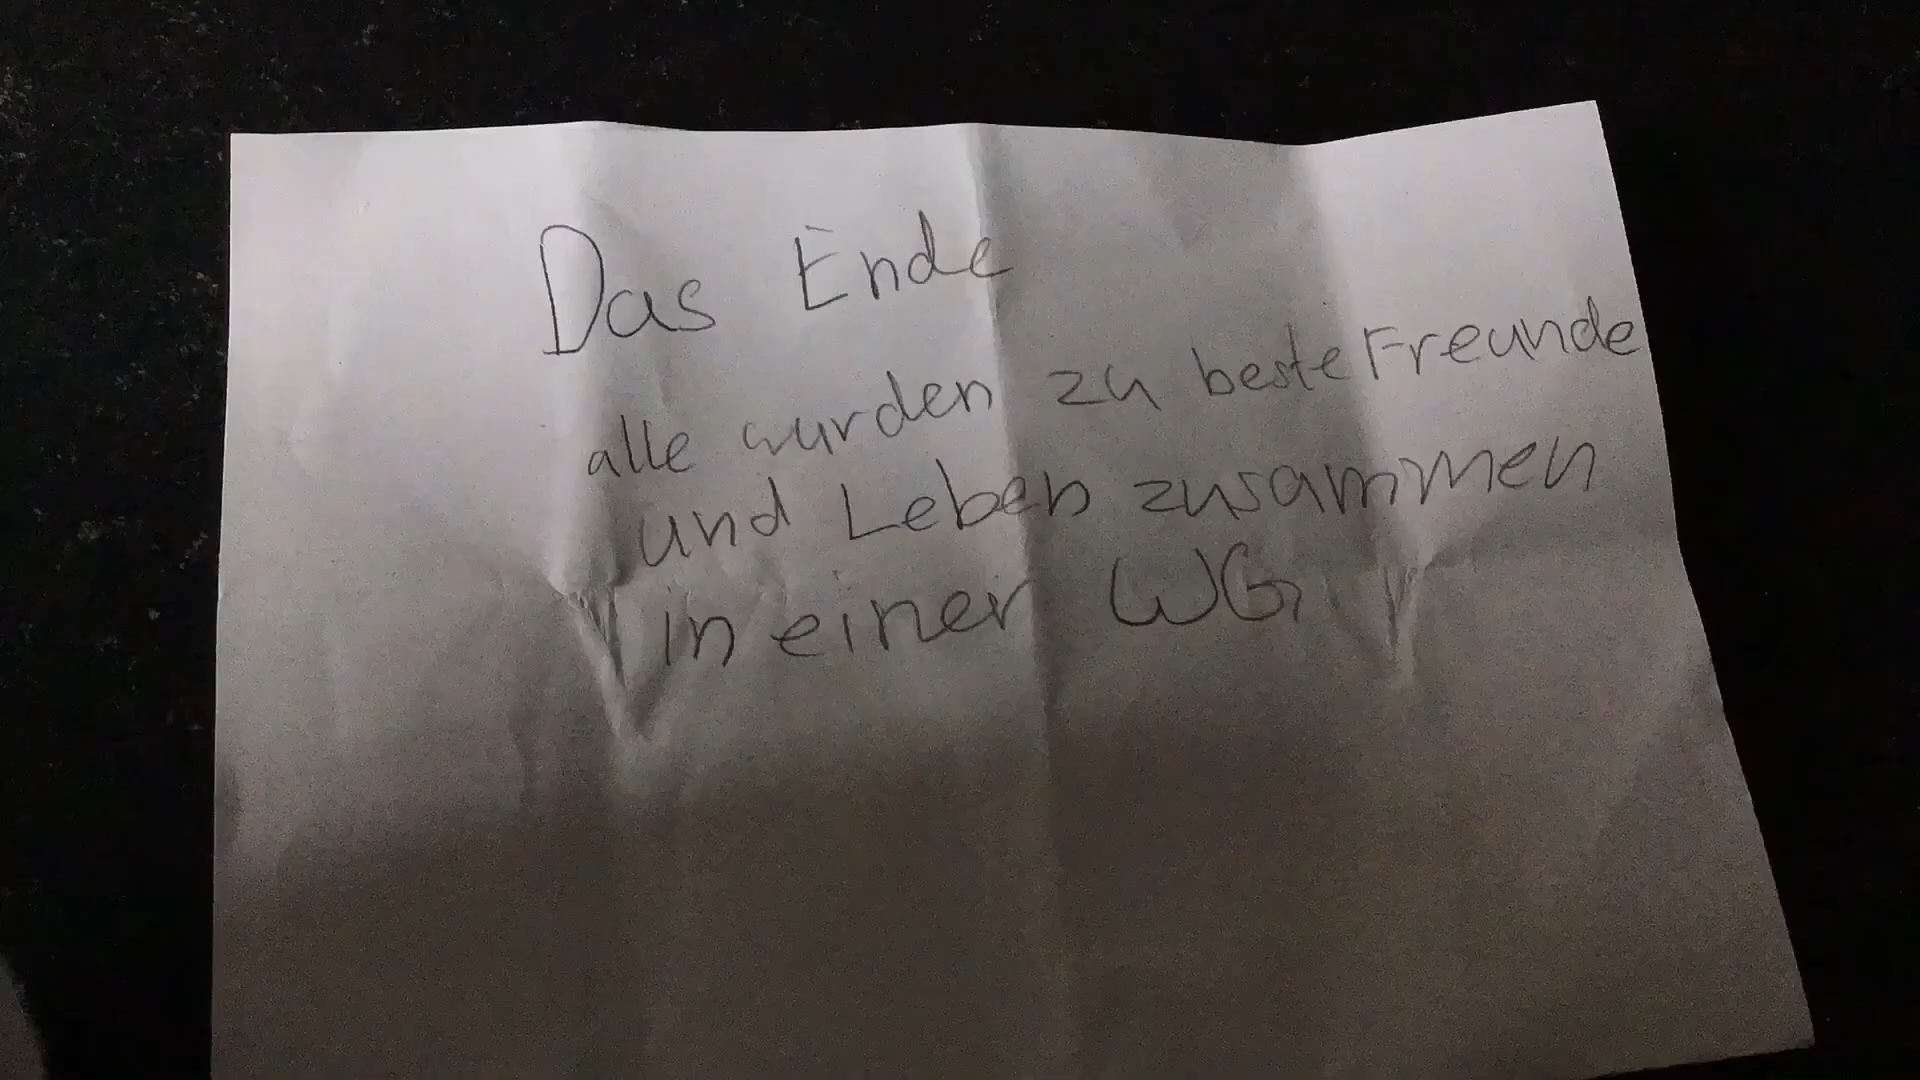 Das Ende
alle wurden zu beste Freunde
und Leben zusammen
in einer WG